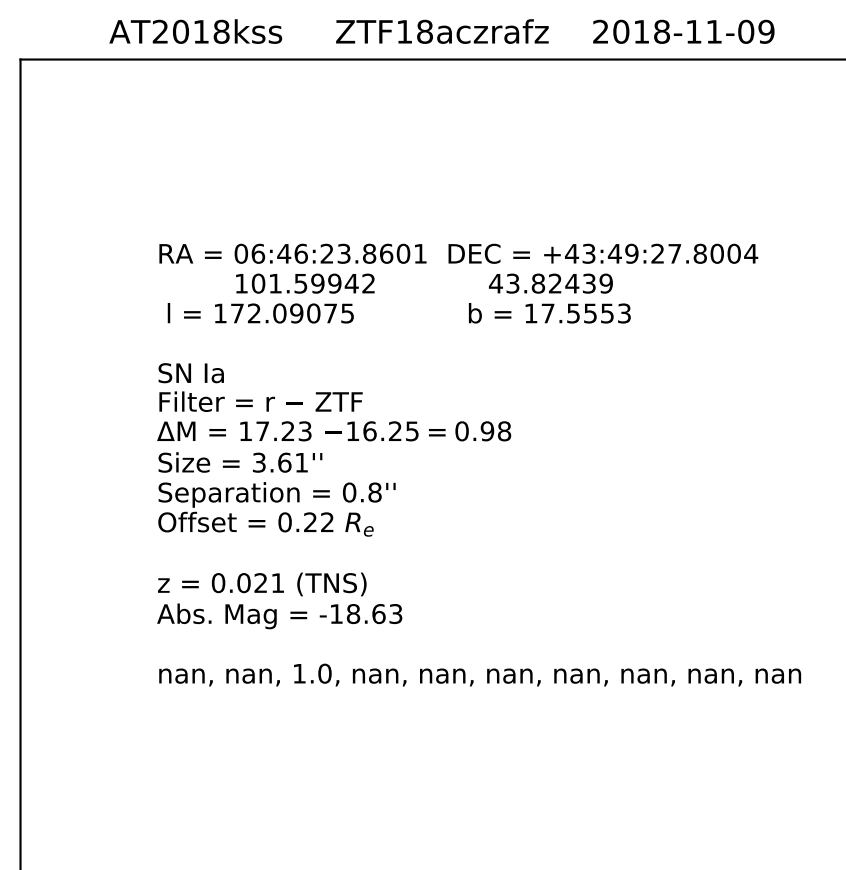 AT2018kss ZTF18aczrafz 2018-11-09
RA = 06:46:23.8601 DEC = +43:49:27.8004
101.59942 43.82439
l = 172.09075 b = 17.5553
SN Ia
Filter = r − ZTF
ΔM = 17.23 −16.25 = 0.98
Size = 3.61''
Separation = 0.8''
Offset = 0.22 Rₑ
z = 0.021 (TNS)
Abs. Mag = -18.63
nan, nan, 1.0, nan, nan, nan, nan, nan, nan, nan